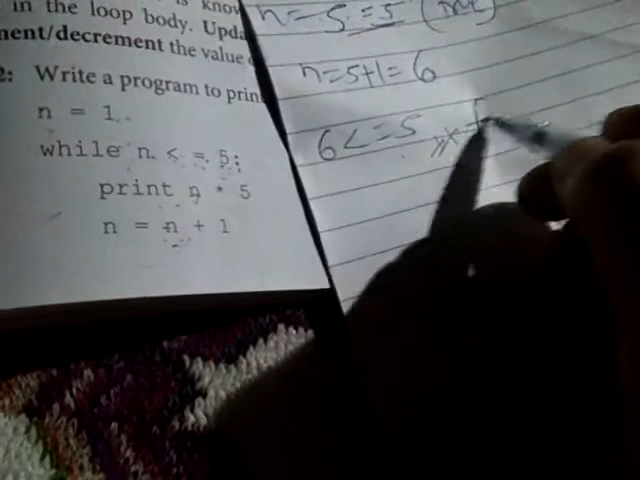 in the loop body. Upda
ment/decrement the value
2: Write a program to prin
n = 1
while n < = 5:
print n * 5
n = n + 1
n = 5 = 5
n=5+1=6
6<=5